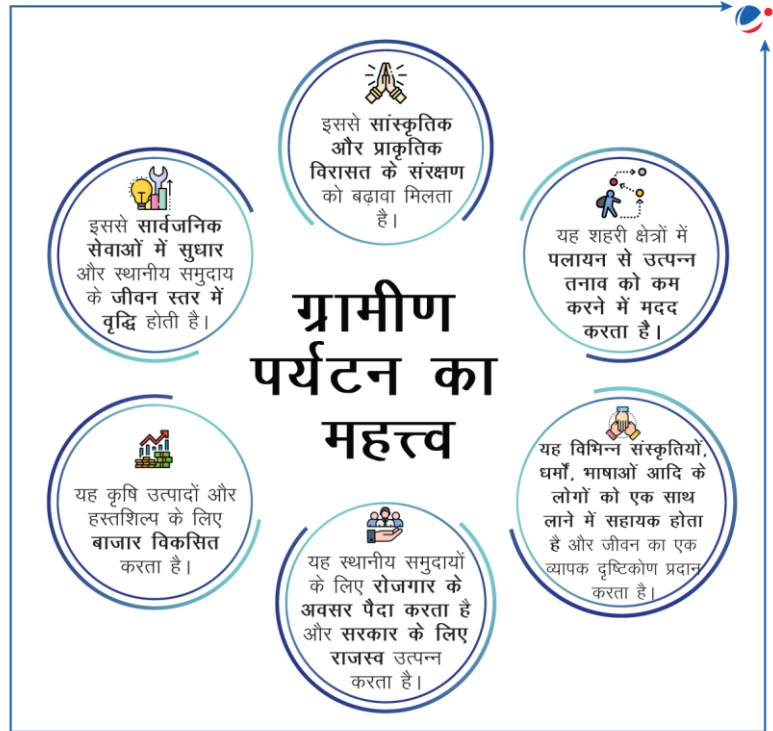 ग्रामीण
पर्यटन का
महत्त्व
इससे सांस्कृतिक
और प्राकृतिक
विरासत के संरक्षण
को बढ़ावा मिलता
है।
यह शहरी क्षेत्रों में
पलायन से उत्पन्न
तनाव को कम
करने में मदद
करता है।
यह विभिन्न संस्कृतियों,
धर्मों, भाषाओं आदि के
लोगों को एक साथ
लाने में सहायक होता
है और जीवन का एक
व्यापक दृष्टिकोण प्रदान
करता है।
यह स्थानीय समुदायों
के लिए रोजगार के
अवसर पैदा करता है
और सरकार के लिए
राजस्व उत्पन्न
करता है।
यह कृषि उत्पादों और
हस्तशिल्प के लिए
बाजार विकसित
करता है।
इससे सार्वजनिक
सेवाओं में सुधार
और स्थानीय समुदाय
के जीवन स्तर में
वृद्धि होती है।